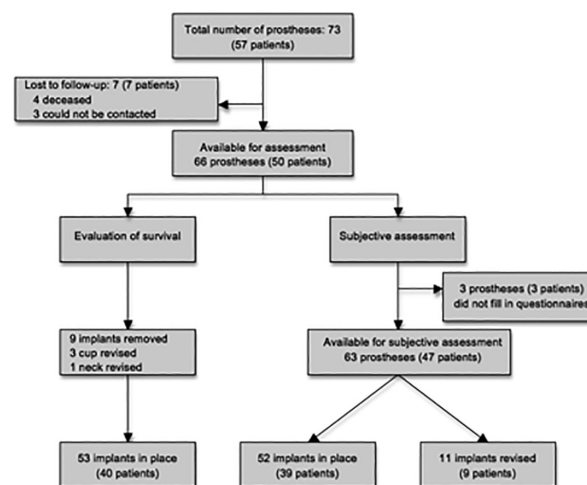 Total number of prostheses: 73
(57 patients)
Lost to follow-up: 7 (7 patients)
4 deceased
3 could not be contacted
Available for assessment
66 prostheses (50 patients)
Evaluation of survival
Subjective assessment
3 prostheses (3 patients)
did not fill in questionnaires
9 implants removed
3 cup revised
1 neck revised
Available for subjective assessment
63 prostheses (47 patients)
53 implants in place
(40 patients)
52 implants in place
(39 patients)
11 implants revised
(9 patients)